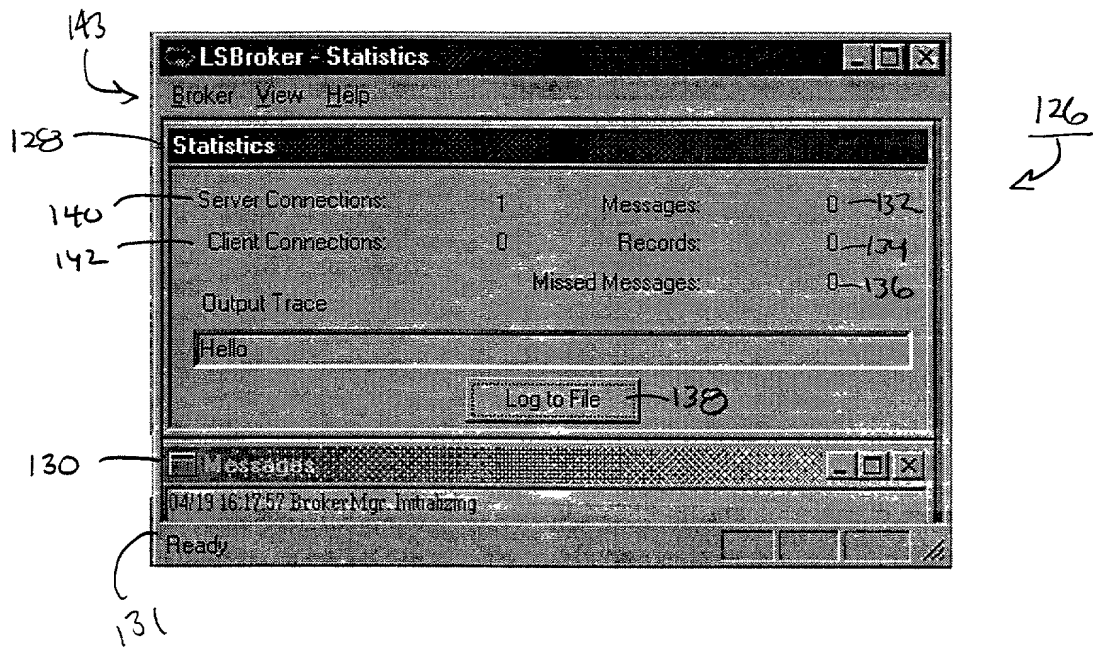 143
LSBroker - Statistics
Broker View Help
126
128 Statistics
140 Server Connections: 1 Messages: 0 132
142 Client Connections: 0 Records: 0 134
Missed Messages: 0 136
Output Trace
Hello
Log to File 138
130 Messages
04/19 16:17:57 BrokerMgr: Initializing
Ready
131